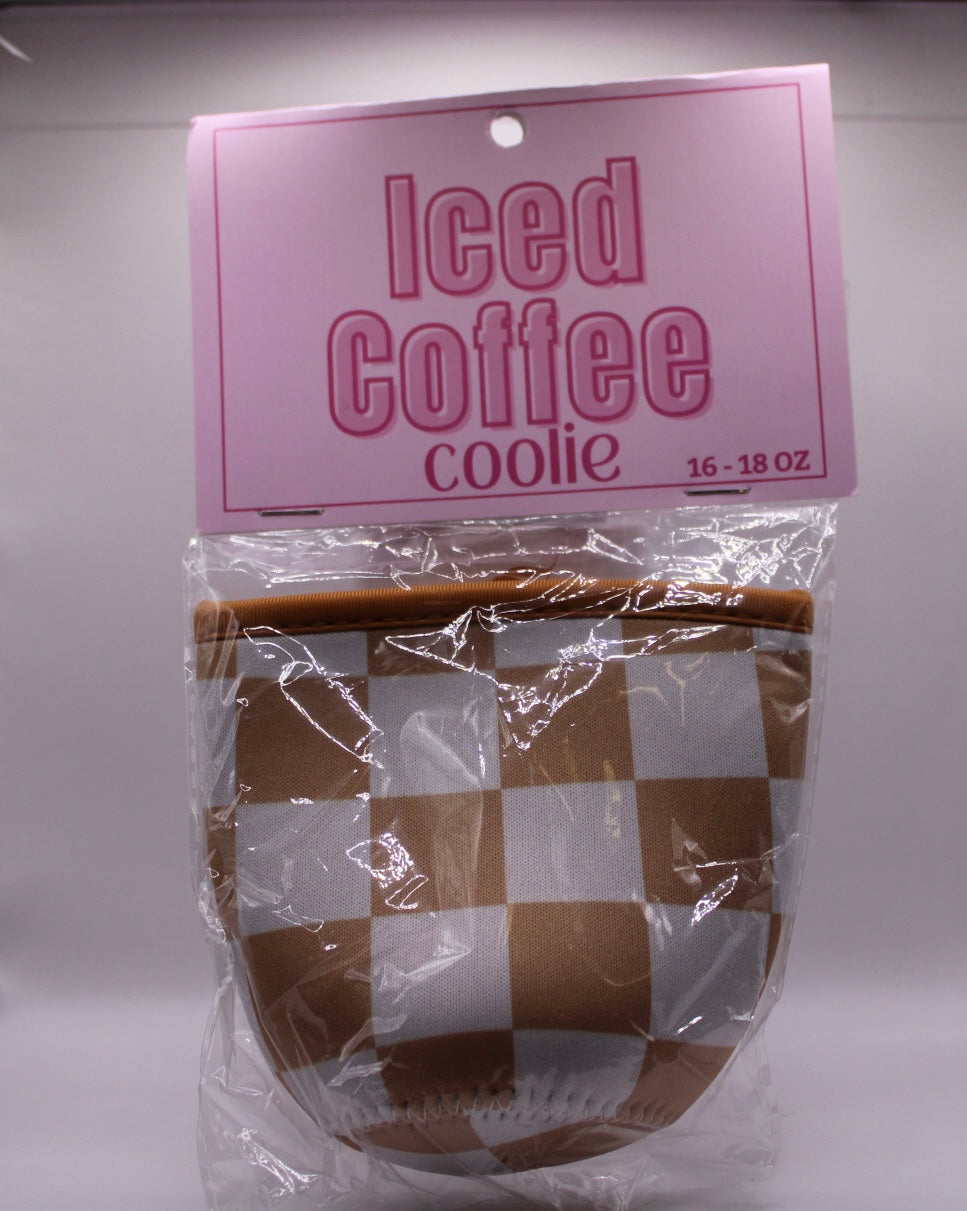 Iced
Coffee
coolie
16 - 18 OZ